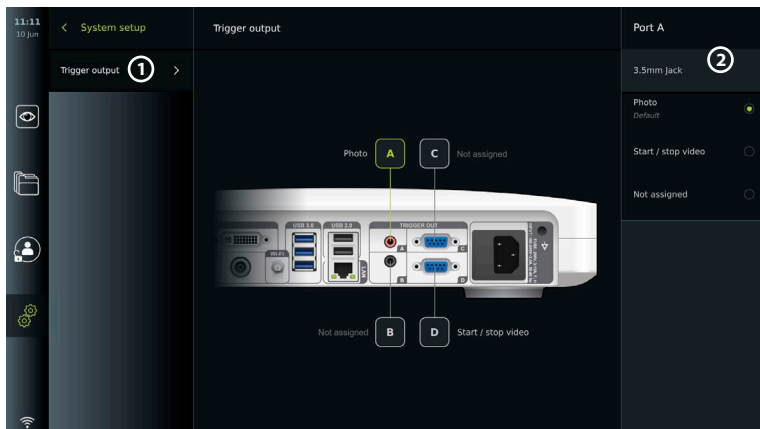 11:11
10 Jun
System setup
Trigger output
Port A
Trigger output
1
3.5mm Jack
2
Photo
Default
Start / stop video
Not assigned
Photo
A
C
Not assigned
USB 3.0
USB 2.0
TRIGGER OUT
Wi-Fi
LAN
A
C
B
D
Not assigned
B
D
Start / stop video